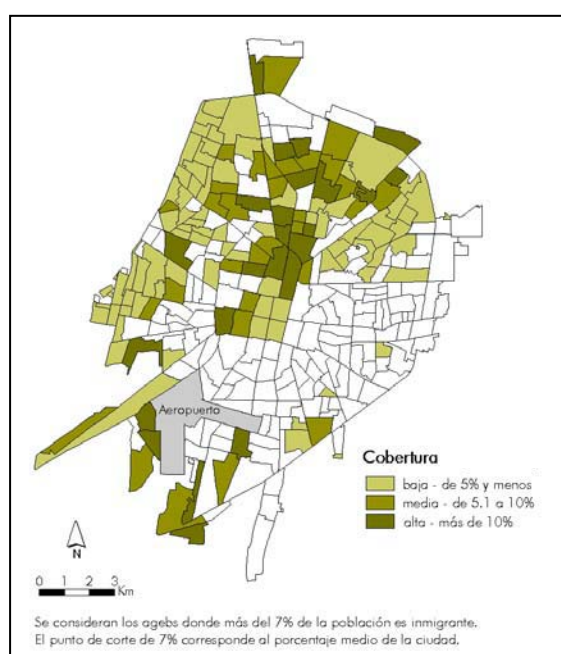 Aeropuerto
Cobertura
baja - de 5% y menos
media - de 5.1 a 10%
alta - más de 10%
N
0 1 2 3
Km
Se consideran los agebs donde más del 7% de la población es inmigrante.
El punto de corte de 7% corresponde al porcentaje medio de la ciudad.